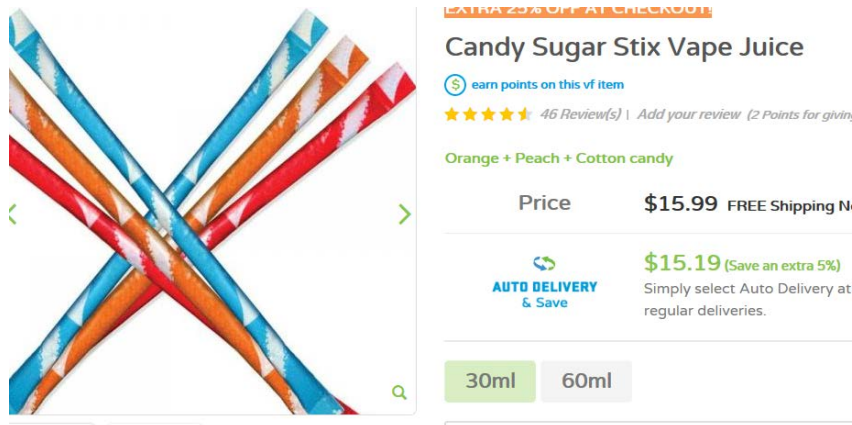 EXTRA 25% OFF AT CHECKOUT!
Candy Sugar Stix Vape Juice
$ earn points on this vf item
46 Review(s) | Add your review (2 Points for giving
Orange + Peach + Cotton candy
Price $15.99 FREE Shipping
AUTO DELIVERY
& Save
$15.19 (Save an extra 5%)
Simply select Auto Delivery at
regular deliveries.
30ml 60ml